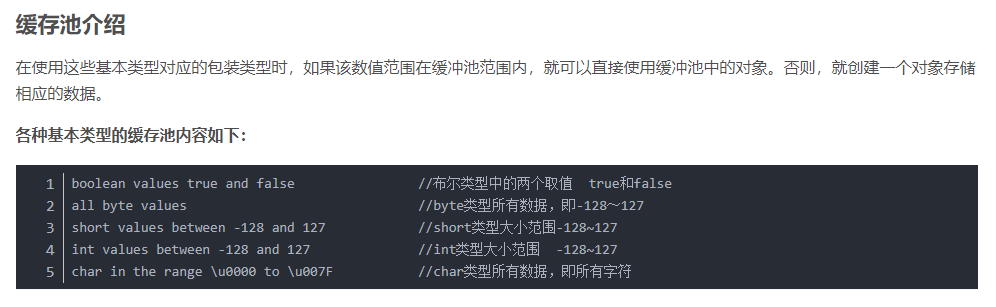 缓存池介绍
在使用这些基本类型对应的包装类型时，如果该数值范围在缓冲池范围内，就可以直接使用缓冲池中的对象。否则，就创建一个对象存储
相应的数据。
各种基本类型的缓存池内容如下：
1 boolean values true and false //布尔类型中的两个取值 true和false
2 all byte values //byte类型所有数据，即-128～127
3 short values between -128 and 127 //short类型大小范围-128~127
4 int values between -128 and 127 //int类型大小范围 -128~127
5 char in the range \u0000 to \u007F //char类型所有数据，即所有字符